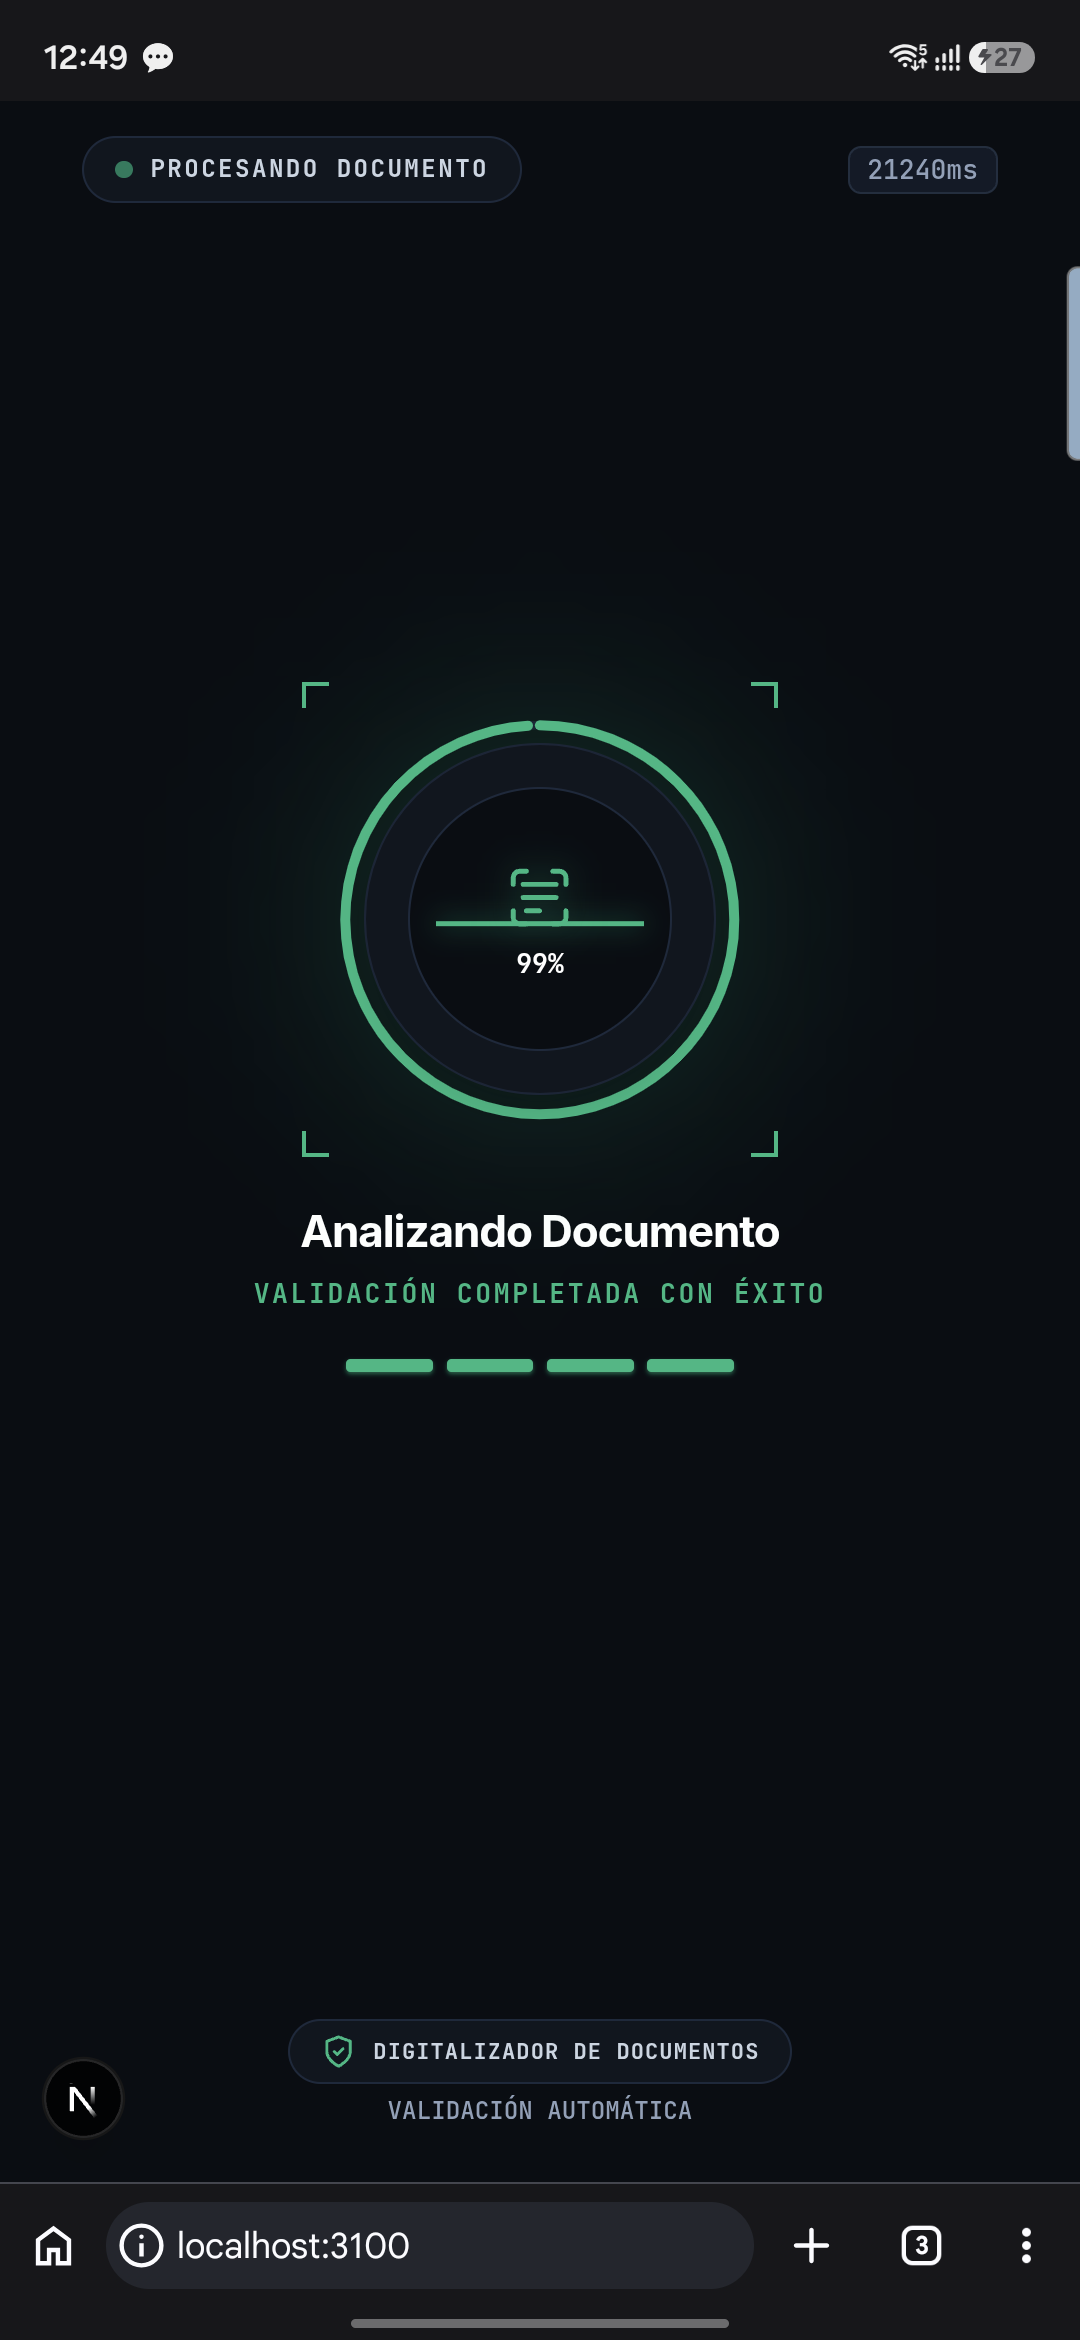 12:49
5
27
PROCESANDO DOCUMENTO
21240ms
99%
Analizando Documento
VALIDACIÓN COMPLETADA CON ÉXITO
DIGITALIZADOR DE DOCUMENTOS
VALIDACIÓN AUTOMÁTICA
N
localhost:3100
3